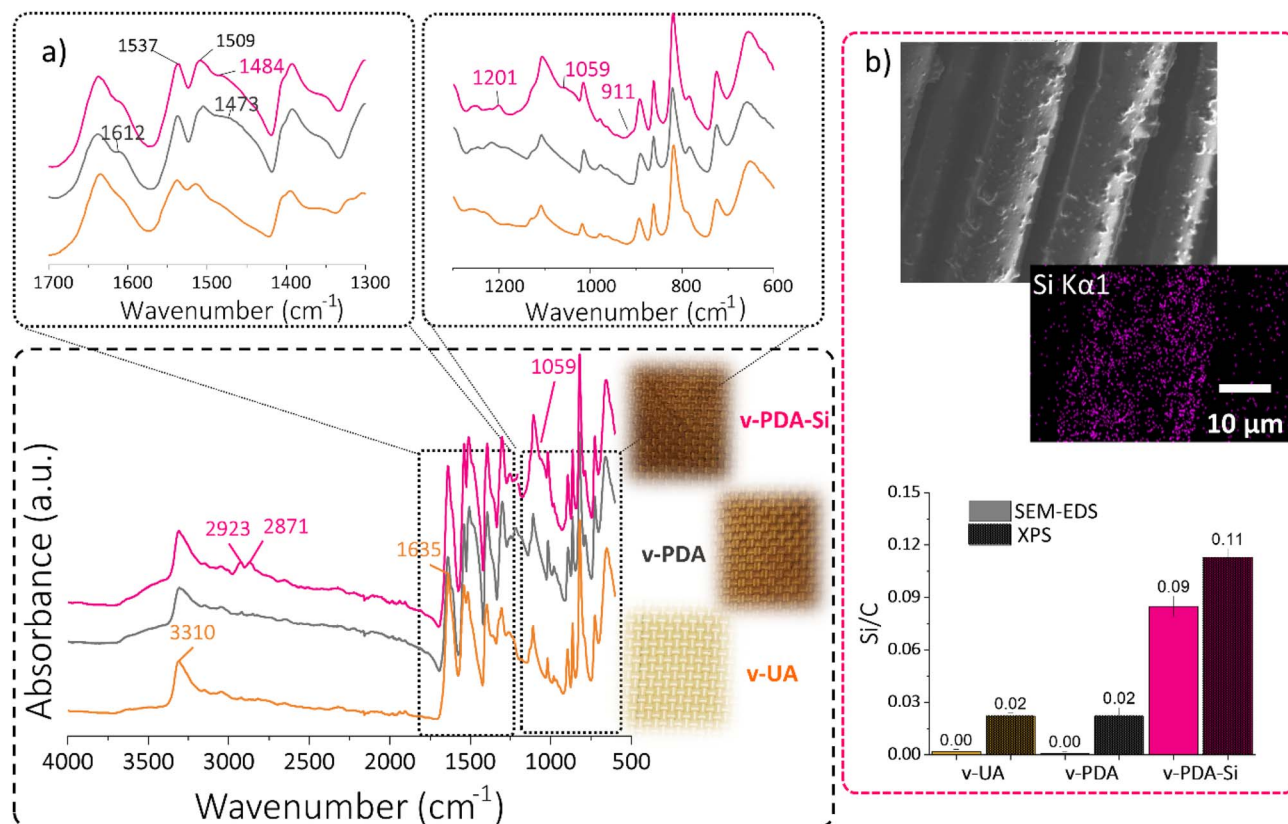 a)
1537
1509
1484
1473
1612
1700 1600 1500 1400 1300
Wavenumber (cm⁻¹)
1201
1059
911
1200 1000 800 600
Wavenumber (cm⁻¹)
Absorbance (a.u.)
2923
2871
3310
1635
1059
v-PDA-Si
v-PDA
v-UA
4000 3500 3000 2500 2000 1500 1000 500
Wavenumber (cm⁻¹)
b)
Si Kα1
10 µm
Si/C
0.15
0.12
0.09
0.06
0.03
0.00
SEM-EDS
XPS
0.00
0.02
0.00
0.02
0.09
0.11
v-UA v-PDA v-PDA-Si